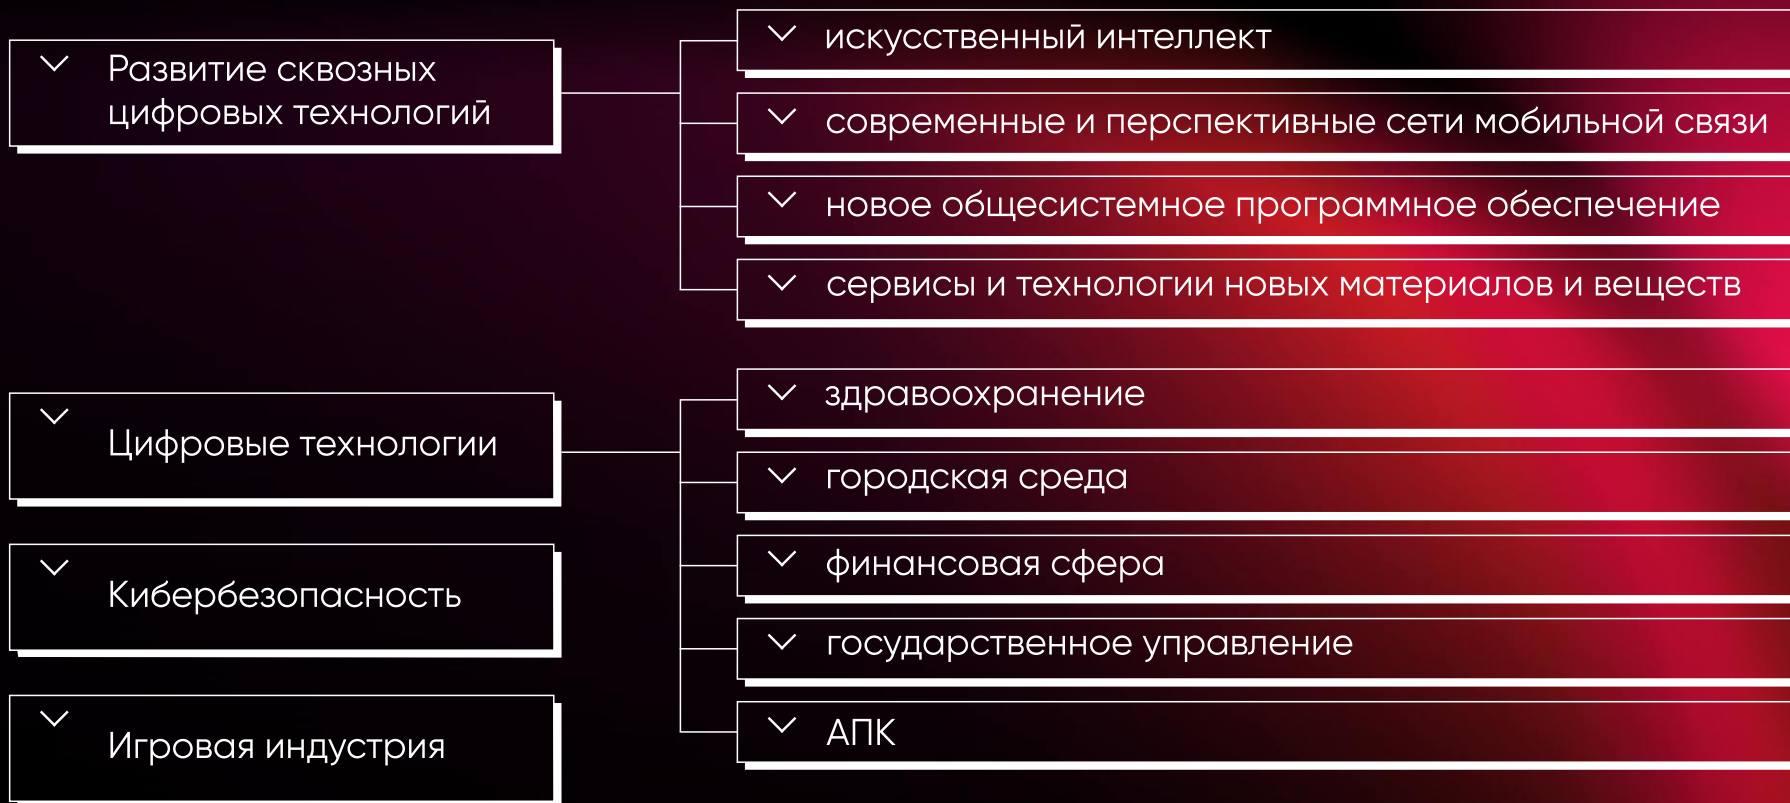 Развитие сквозных
цифровых технологий
искусственный интеллект
современные и перспективные сети мобильной связи
новое общесистемное программное обеспечение
сервисы и технологии новых материалов и веществ
Цифровые технологии
здравоохранение
городская среда
финансовая сфера
государственное управление
АПК
Кибербезопасность
Игровая индустрия